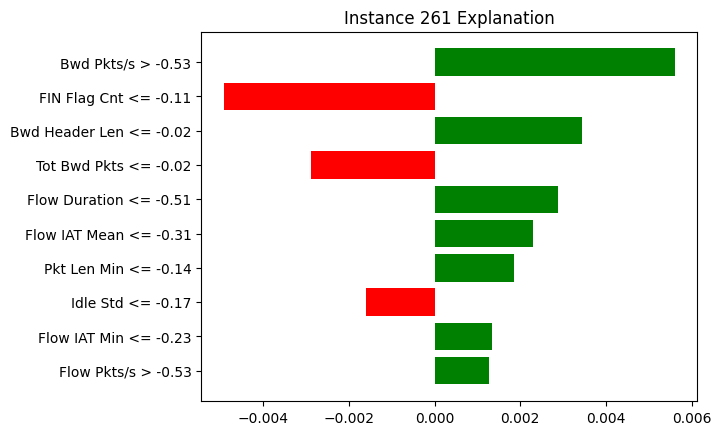 Instance 261 Explanation
Bwd Pkts/s > -0.53
FIN Flag Cnt <= -0.11
Bwd Header Len <= -0.02
Tot Bwd Pkts <= -0.02
Flow Duration <= -0.51
Flow IAT Mean <= -0.31
Pkt Len Min <= -0.14
Idle Std <= -0.17
Flow IAT Min <= -0.23
Flow Pkts/s > -0.53
−0.004 −0.002 0.000 0.002 0.004 0.006